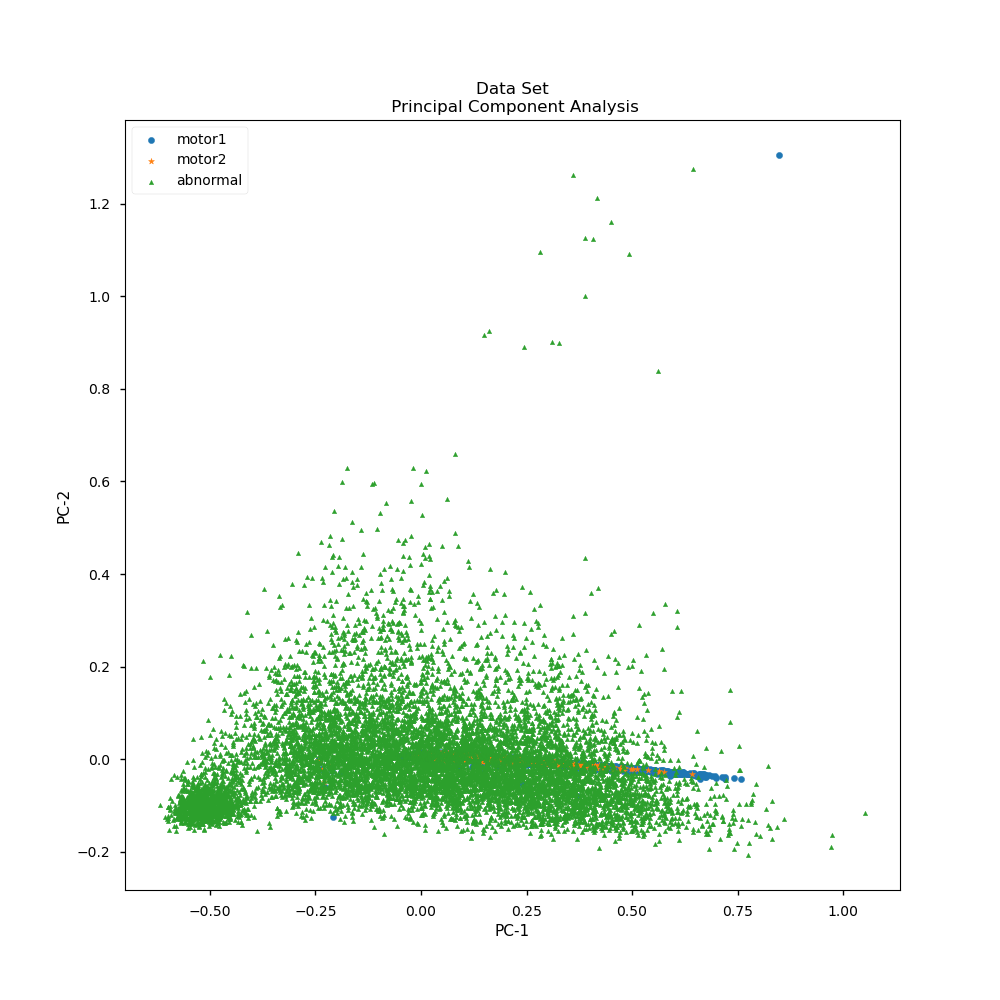 Data Set
Principal Component Analysis
motor1
motor2
abnormal
PC-2
1.2
1.0
0.8
0.6
0.4
0.2
0.0
−0.2
−0.50
−0.25
0.00
0.25
0.50
0.75
1.00
PC-1